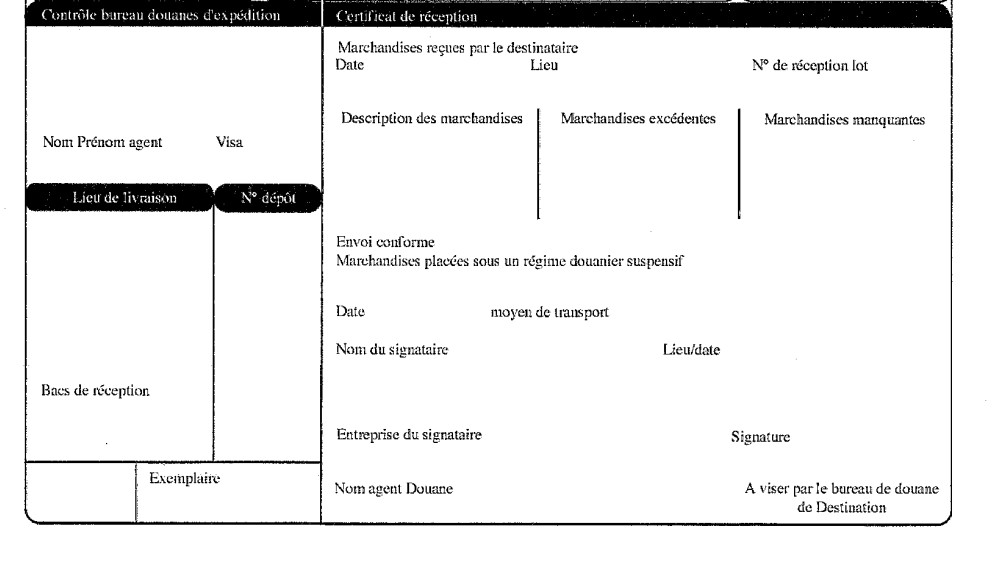 Contrôle bureau douanes d'expédition
Nom Prénom agent Visa
Lieu de livraison N° dépôt
Bacs de réception
Exemplaire
Certificat de réception
Marchandises reçues par le destinataire
Date Lieu N° de réception lot
Description des marchandises Marchandises excédentes Marchandises manquantes
Envoi conforme
Marchandises placées sous un régime douanier suspensif
Date moyen de transport
Nom du signataire Lieu/date
Entreprise du signataire Signature
Nom agent Douane A viser par le bureau de douane
de Destination